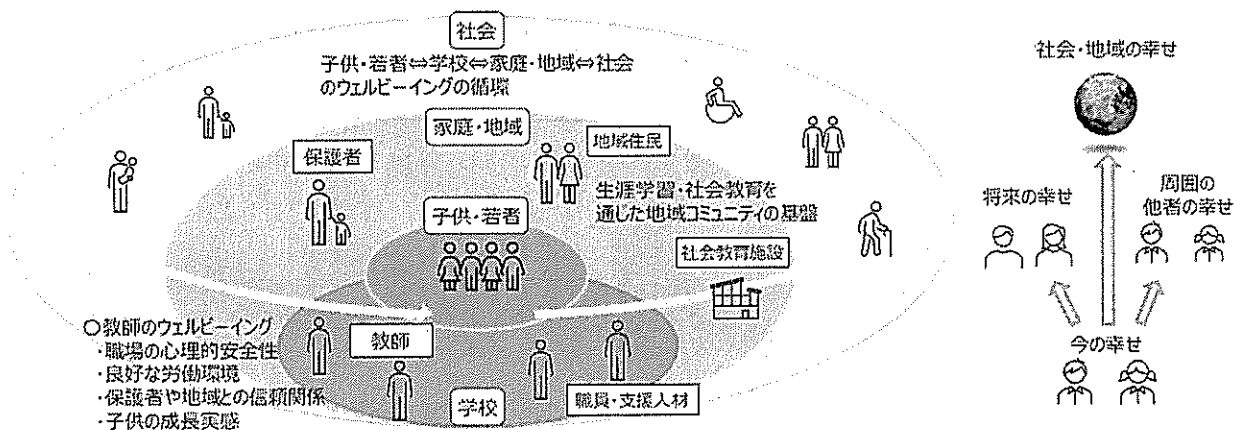 社会
子供・若者⇔学校⇔家庭・地域⇔社会
のウェルビーイングの循環
家庭・地域
保護者
地域住民
生涯学習・社会教育を
通した地域コミュニティの基盤
子供・若者
社会教育施設
○教師のウェルビーイング
・職場の心理的安全性
・良好な労働環境
・保護者や地域との信頼関係
・子供の成長実感
教師
学校
職員・支援人材
社会・地域の幸せ
将来の幸せ
周囲の
他者の幸せ
今の幸せ